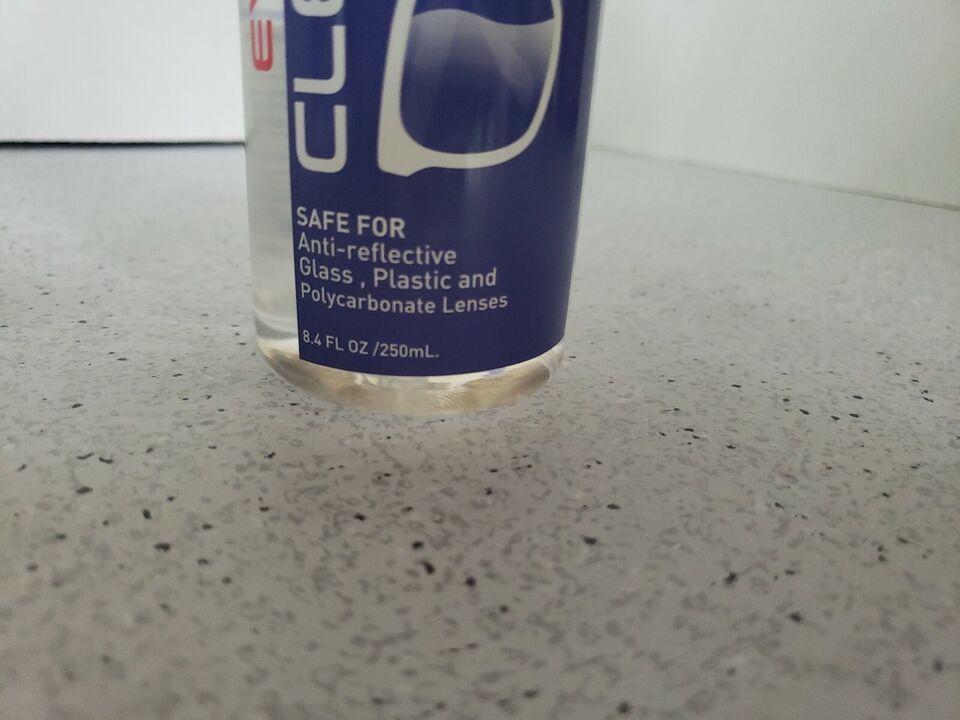 SAFE FOR
Anti-reflective
Glass , Plastic and
Polycarbonate Lenses
8.4 FL OZ /250mL.